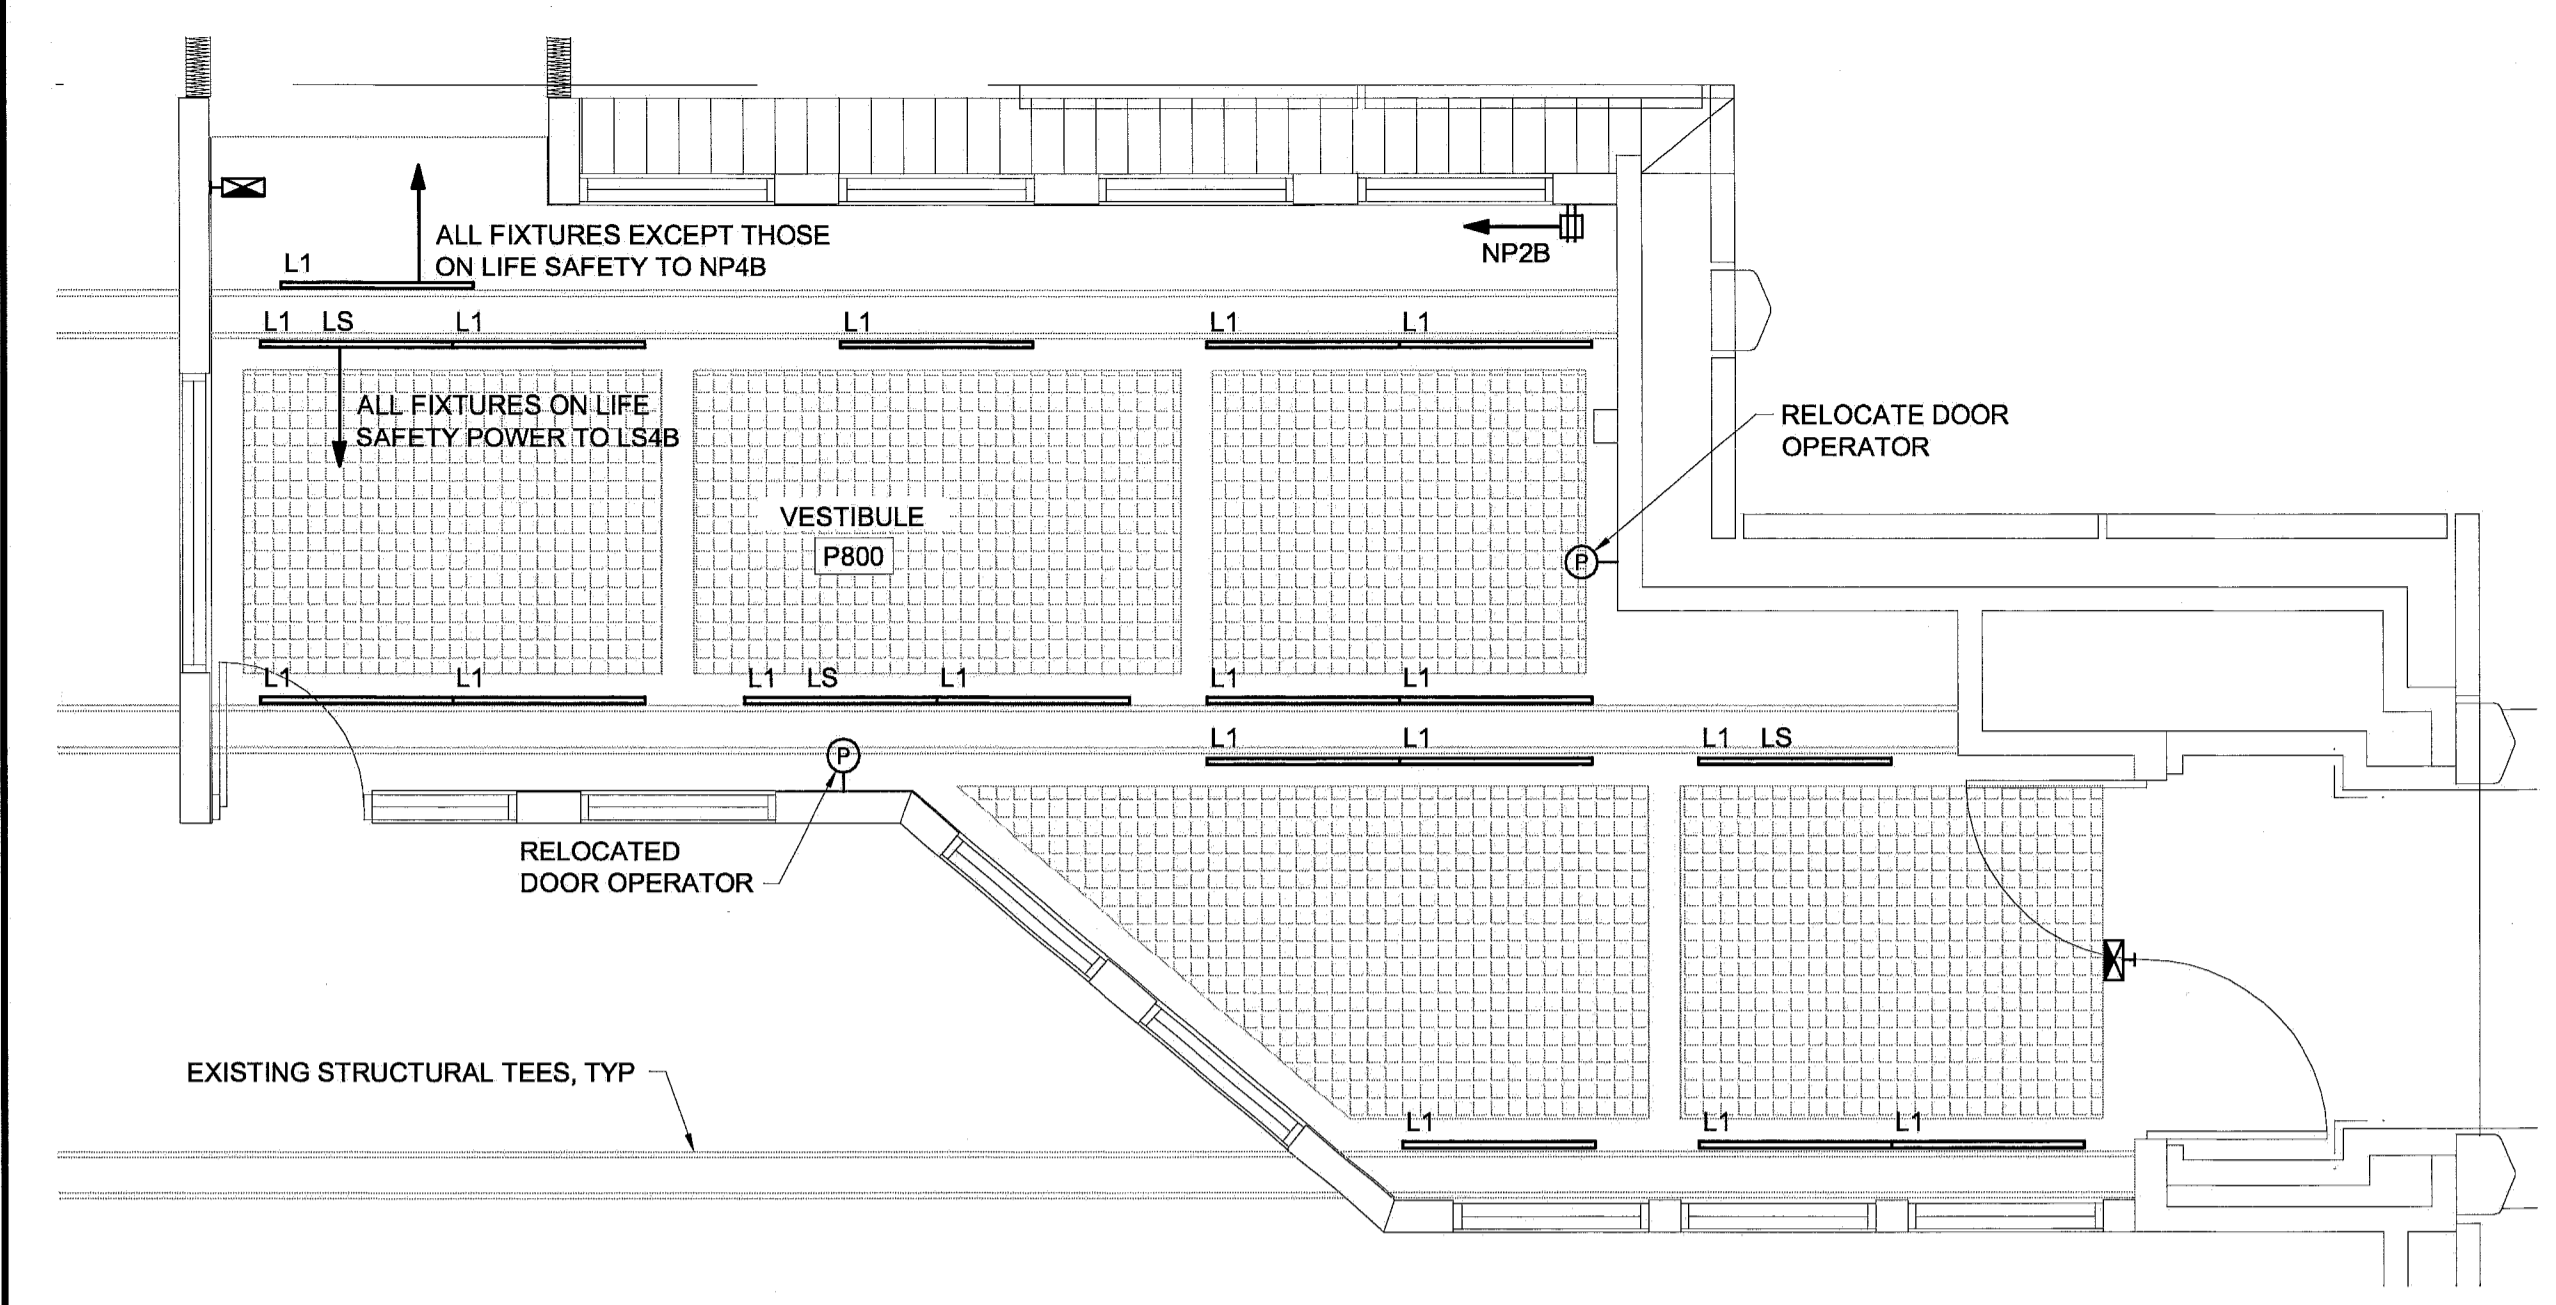 ALL FIXTURES EXCEPT THOSE
ON LIFE SAFETY TO NP4B
NP2B
L1
L1 LS L1 L1 L1 L1
ALL FIXTURES ON LIFE
SAFETY POWER TO LS4B
RELOCATE DOOR
OPERATOR
VESTIBULE
P800
P
L1 L1 L1 LS L1 L1 L1
L1 L1 L1 LS
P
RELOCATED
DOOR OPERATOR
EXISTING STRUCTURAL TEES, TYP
L1 L1 L1